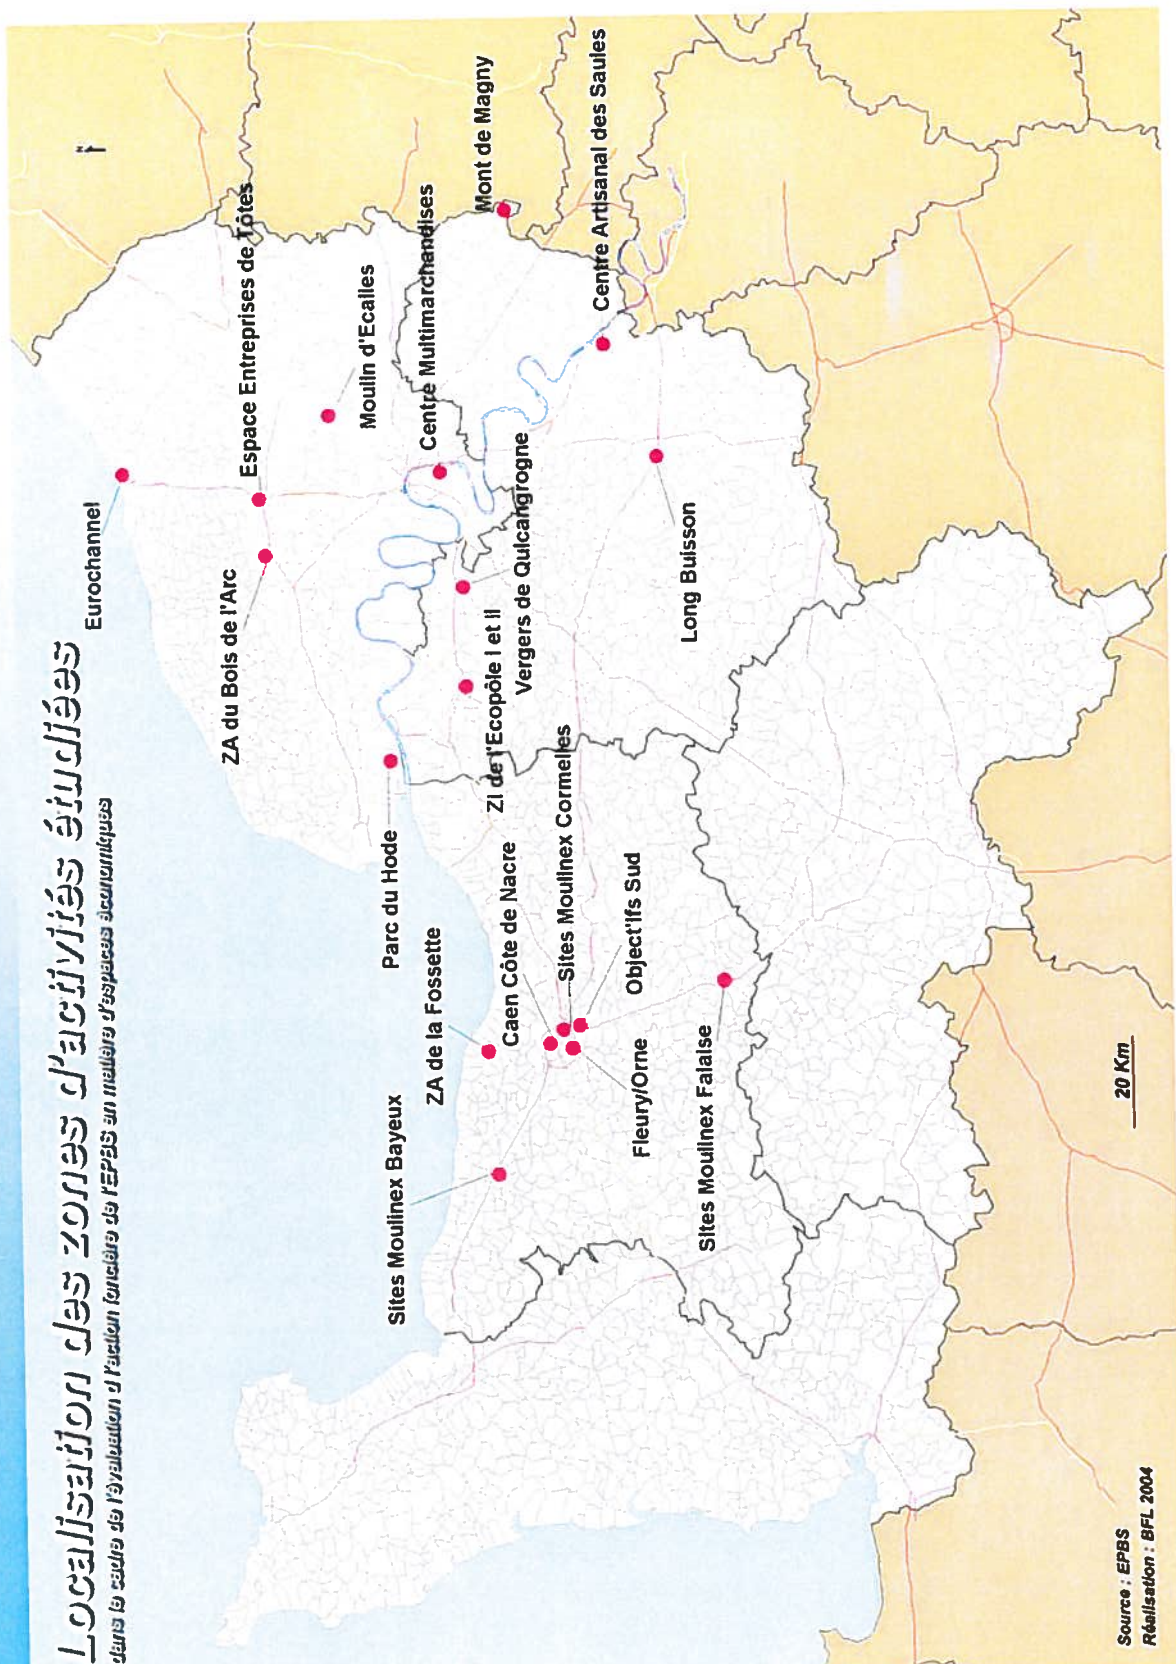 Localisation des zones d'activités étudiées
dans le cadre de l'évaluation d'l'action foncière de l'EPBS en matière d'espaces économiques
N
Eurochannel
ZA du Bois de l'Arc
Espace Entreprises de Tôtes
Moulin d'Ecalles
Centre Multimarchandises
Mont de Magny
Centre Artisanal des Saules
Parc du Hode
ZI de l'Ecopôle I et II
Vergers de Quicangrogne
Long Buisson
Sites Moulinex Bayeux
ZA de la Fossette
Caen Côte de Nacre
Sites Moulinex Cormelles
Object'Ifs Sud
Fleury/Orne
Sites Moulinex Falaise
20 Km
Source : EPBS
Réalisation : BFL 2004